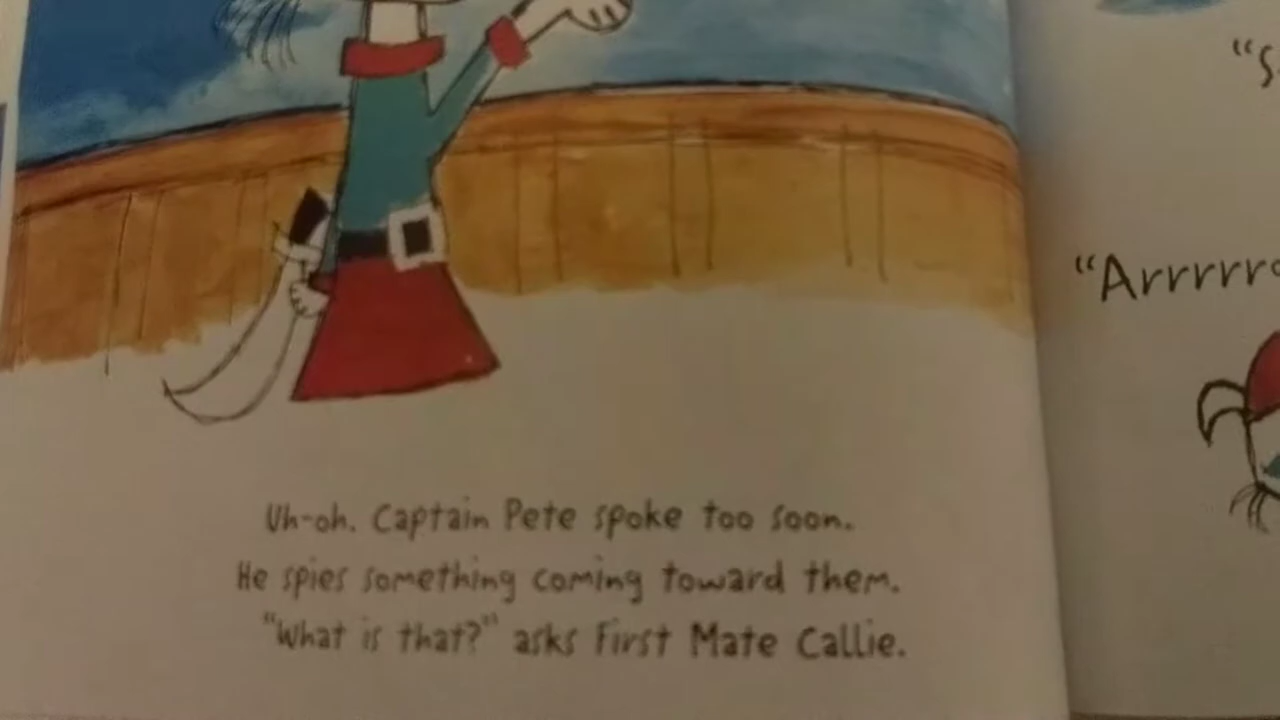 Uh-oh. Captain Pete spoke too soon.
He spies something coming toward them.
"What is that?" asks First Mate Callie.